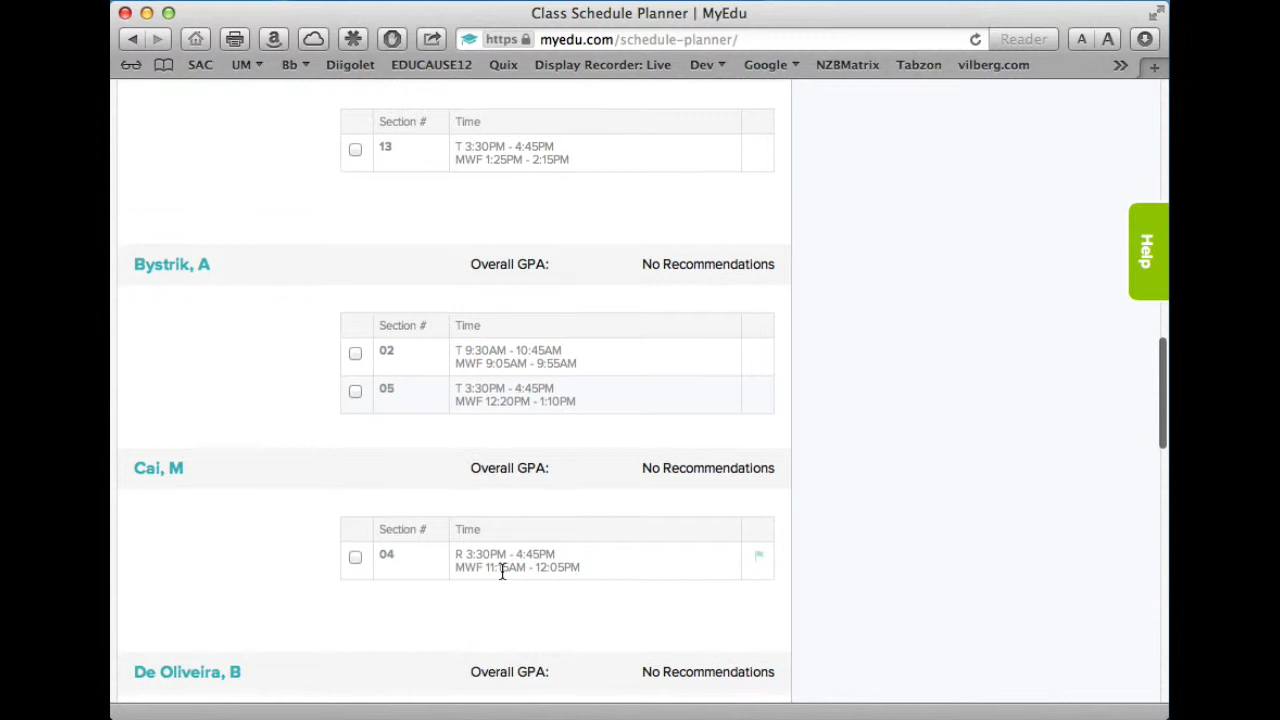 Class Schedule Planner | MyEdu
https myedu.com/schedule-planner/ Reader A A
SAC UM Bb Diigolet EDUCAUSE12 Quix Display Recorder: Live Dev Google NZBMatrix Tabzon vilberg.com >> +
Section # Time
13 T 3:30PM - 4:45PM
MWF 1:25PM - 2:15PM
Help
Bystrik, A Overall GPA: No Recommendations
Section # Time
02 T 9:30AM - 10:45AM
MWF 9:05AM - 9:55AM
05 T 3:30PM - 4:45PM
MWF 12:20PM - 1:10PM
Cai, M Overall GPA: No Recommendations
Section # Time
04 R 3:30PM - 4:45PM
MWF 11:15AM - 12:05PM
De Oliveira, B Overall GPA: No Recommendations